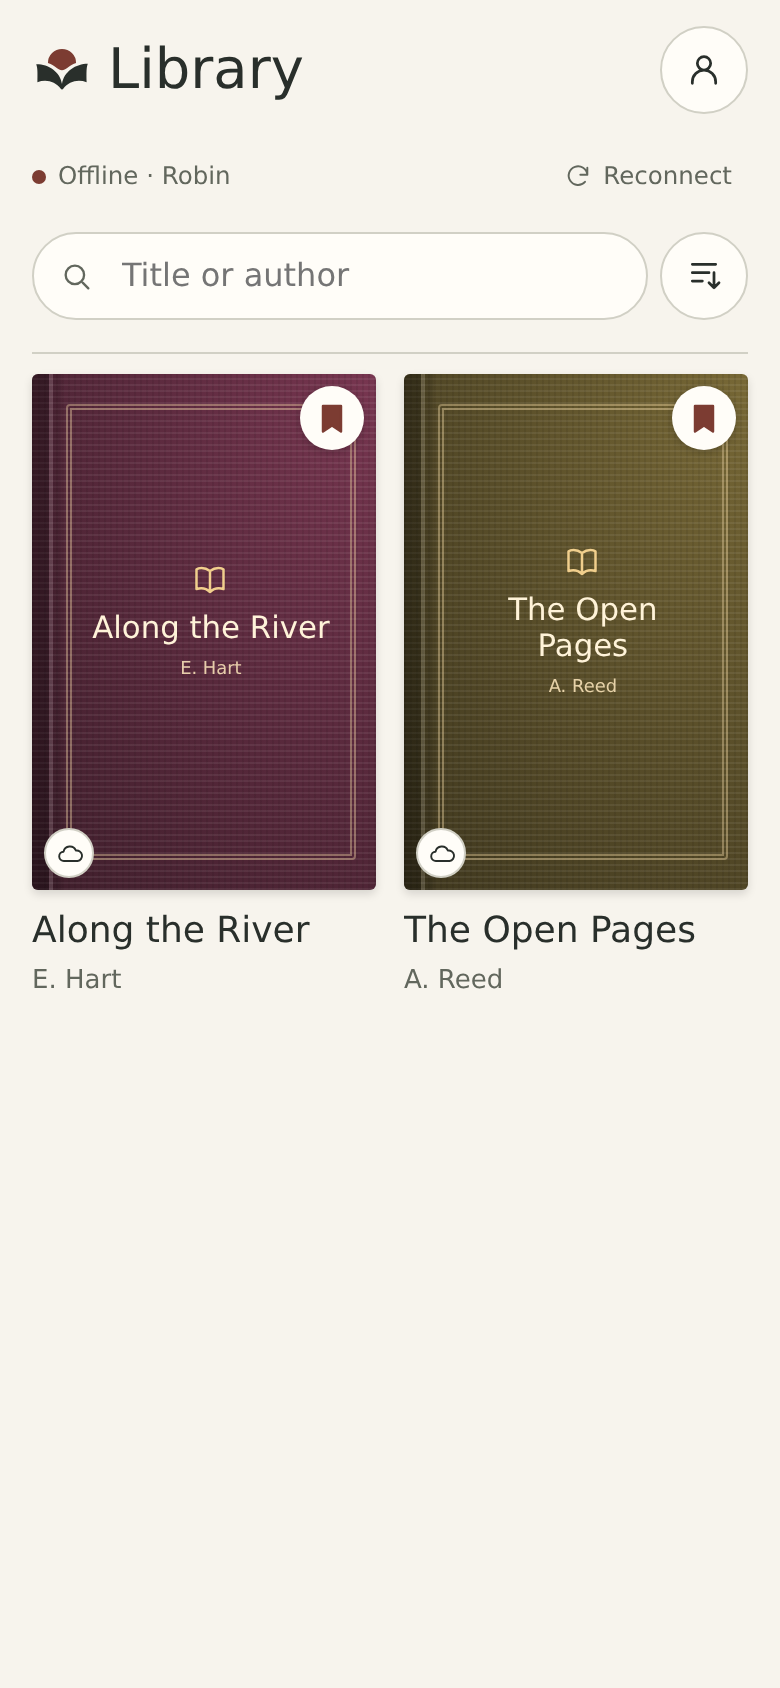 Library
Offline · Robin
Reconnect
Title or author
Along the River
E. Hart
The Open
Pages
A. Reed
Along the River
E. Hart
The Open Pages
A. Reed